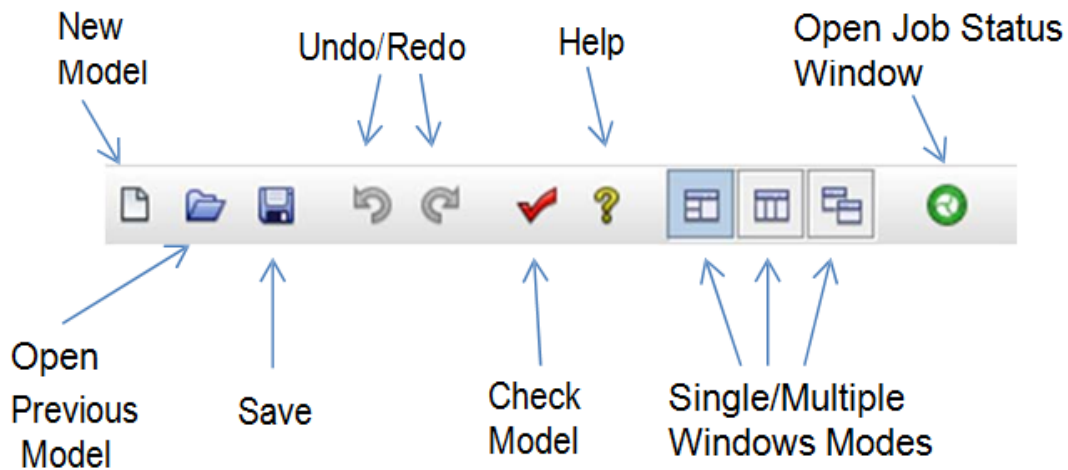 New
Model
Undo/Redo
Help
Open Job Status
Window
Open
Previous
Model
Save
Check
Model
Single/Multiple
Windows Modes